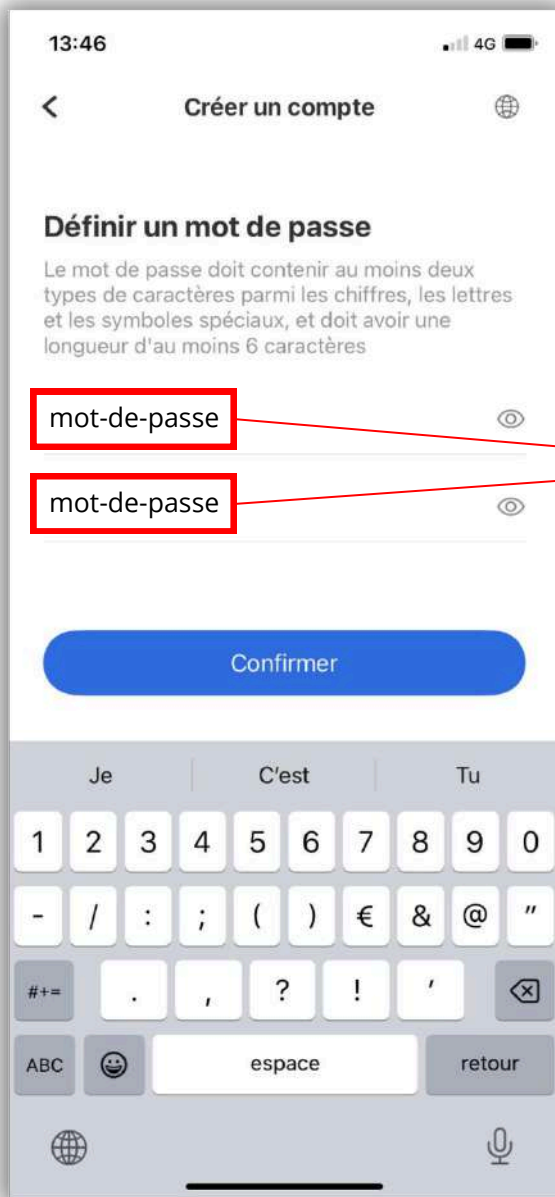 13:46 4G
Créer un compte
Définir un mot de passe
Le mot de passe doit contenir au moins deux
types de caractères parmi les chiffres, les lettres
et les symboles spéciaux, et doit avoir une
longueur d'au moins 6 caractères
mot-de-passe
mot-de-passe
Confirmer
Je C'est Tu
1 2 3 4 5 6 7 8 9 0
- / : ; ( ) € & @ "
#+= . , ? ! '
ABC espace retour